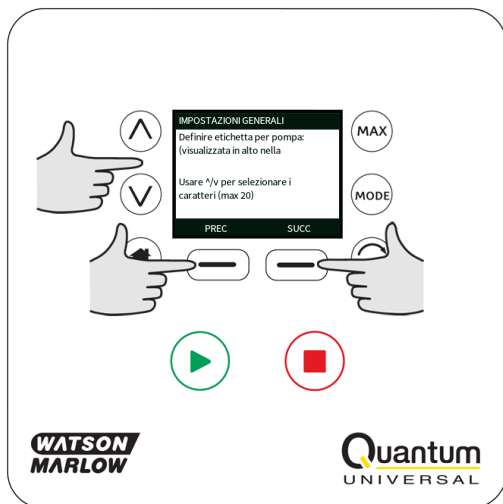 IMPOSTAZIONI GENERALI
Definire etichetta per pompa:
(visualizzata in alto nella
Usare ^/v per selezionare i
caratteri (max 20)
PREC SUCC
MAX
MODE
WATSON
MARLOW
Quantum
UNIVERSAL